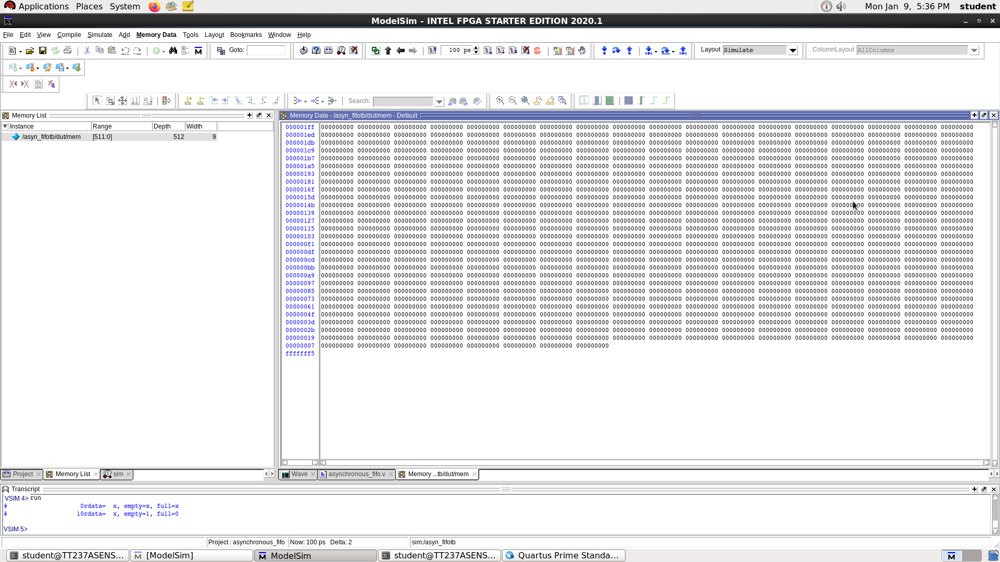 Applications Places System Mon Jan 9, 5:36 PM student
ModelSim - INTEL FPGA STARTER EDITION 2020.1
File Edit View Compile Simulate Add Memory Data Tools Layout Bookmarks Window Help
Goto: 100 ps Layout Simulate ColumnLayout AllColumns
Search:
Memory List
Instance Range Depth Width
/asyn_fifotb/dut/mem [511:0] 512 9
Memory Data - /asyn_fifotb/dut/mem - Default
000001ff 000000000 000000000 000000000 000000000 000000000 000000000 000000000 000000000 000000000 000000000 000000000 000000000 000000000 000000000 000000000 000000000 000000000 000000000
000001ed 000000000 000000000 000000000 000000000 000000000 000000000 000000000 000000000 000000000 000000000 000000000 000000000 000000000 000000000 000000000 000000000 000000000 000000000
000001db 000000000 000000000 000000000 000000000 000000000 000000000 000000000 000000000 000000000 000000000 000000000 000000000 000000000 000000000 000000000 000000000 000000000 000000000
000001c9 000000000 000000000 000000000 000000000 000000000 000000000 000000000 000000000 000000000 000000000 000000000 000000000 000000000 000000000 000000000 000000000 000000000 000000000
000001b7 000000000 000000000 000000000 000000000 000000000 000000000 000000000 000000000 000000000 000000000 000000000 000000000 000000000 000000000 000000000 000000000 000000000 000000000
000001a5 000000000 000000000 000000000 000000000 000000000 000000000 000000000 000000000 000000000 000000000 000000000 000000000 000000000 000000000 000000000 000000000 000000000 000000000
00000193 000000000 000000000 000000000 000000000 000000000 000000000 000000000 000000000 000000000 000000000 000000000 000000000 000000000 000000000 000000000 000000000 000000000 000000000
00000181 000000000 000000000 000000000 000000000 000000000 000000000 000000000 000000000 000000000 000000000 000000000 000000000 000000000 000000000 000000000 000000000 000000000 000000000
0000016f 000000000 000000000 000000000 000000000 000000000 000000000 000000000 000000000 000000000 000000000 000000000 000000000 000000000 000000000 000000000 000000000 000000000 000000000
0000015d 000000000 000000000 000000000 000000000 000000000 000000000 000000000 000000000 000000000 000000000 000000000 000000000 000000000 000000000 000000000 000000000 000000000 000000000
0000014b 000000000 000000000 000000000 000000000 000000000 000000000 000000000 000000000 000000000 000000000 000000000 000000000 000000000 000000000 000000000 000000000 000000000 000000000
00000139 000000000 000000000 000000000 000000000 000000000 000000000 000000000 000000000 000000000 000000000 000000000 000000000 000000000 000000000 000000000 000000000 000000000 000000000
00000127 000000000 000000000 000000000 000000000 000000000 000000000 000000000 000000000 000000000 000000000 000000000 000000000 000000000 000000000 000000000 000000000 000000000 000000000
00000115 000000000 000000000 000000000 000000000 000000000 000000000 000000000 000000000 000000000 000000000 000000000 000000000 000000000 000000000 000000000 000000000 000000000 000000000
00000103 000000000 000000000 000000000 000000000 000000000 000000000 000000000 000000000 000000000 000000000 000000000 000000000 000000000 000000000 000000000 000000000 000000000 000000000
000000f1 000000000 000000000 000000000 000000000 000000000 000000000 000000000 000000000 000000000 000000000 000000000 000000000 000000000 000000000 000000000 000000000 000000000 000000000
000000df 000000000 000000000 000000000 000000000 000000000 000000000 000000000 000000000 000000000 000000000 000000000 000000000 000000000 000000000 000000000 000000000 000000000 000000000
000000cd 000000000 000000000 000000000 000000000 000000000 000000000 000000000 000000000 000000000 000000000 000000000 000000000 000000000 000000000 000000000 000000000 000000000 000000000
000000bb 000000000 000000000 000000000 000000000 000000000 000000000 000000000 000000000 000000000 000000000 000000000 000000000 000000000 000000000 000000000 000000000 000000000 000000000
000000a9 000000000 000000000 000000000 000000000 000000000 000000000 000000000 000000000 000000000 000000000 000000000 000000000 000000000 000000000 000000000 000000000 000000000 000000000
00000097 000000000 000000000 000000000 000000000 000000000 000000000 000000000 000000000 000000000 000000000 000000000 000000000 000000000 000000000 000000000 000000000 000000000 000000000
00000085 000000000 000000000 000000000 000000000 000000000 000000000 000000000 000000000 000000000 000000000 000000000 000000000 000000000 000000000 000000000 000000000 000000000 000000000
00000073 000000000 000000000 000000000 000000000 000000000 000000000 000000000 000000000 000000000 000000000 000000000 000000000 000000000 000000000 000000000 000000000 000000000 000000000
00000061 000000000 000000000 000000000 000000000 000000000 000000000 000000000 000000000 000000000 000000000 000000000 000000000 000000000 000000000 000000000 000000000 000000000 000000000
0000004f 000000000 000000000 000000000 000000000 000000000 000000000 000000000 000000000 000000000 000000000 000000000 000000000 000000000 000000000 000000000 000000000 000000000 000000000
0000003d 000000000 000000000 000000000 000000000 000000000 000000000 000000000 000000000 000000000 000000000 000000000 000000000 000000000 000000000 000000000 000000000 000000000 000000000
0000002b 000000000 000000000 000000000 000000000 000000000 000000000 000000000 000000000 000000000 000000000 000000000 000000000 000000000 000000000 000000000 000000000 000000000 000000000
00000019 000000000 000000000 000000000 000000000 000000000 000000000 000000000 000000000 000000000 000000000 000000000 000000000 000000000 000000000 000000000 000000000 000000000 000000000
00000007 000000000 000000000 000000000 000000000 000000000 000000000 000000000 000000000
fffffff5
Project Memory List sim Wave asynchronous_fifo.v Memory ...tb/dut/mem
Transcript
VSIM 4> run
# 0rdata= x, empty=x, full=x
# 10rdata= x, empty=1, full=0
VSIM 5>
Project : asynchronous_fifo Now: 100 ps Delta: 2 sim:/asyn_fifotb
student@TT237ASENS... [ModelSim] ModelSim student@TT237ASENS... Quartus Prime Standa...